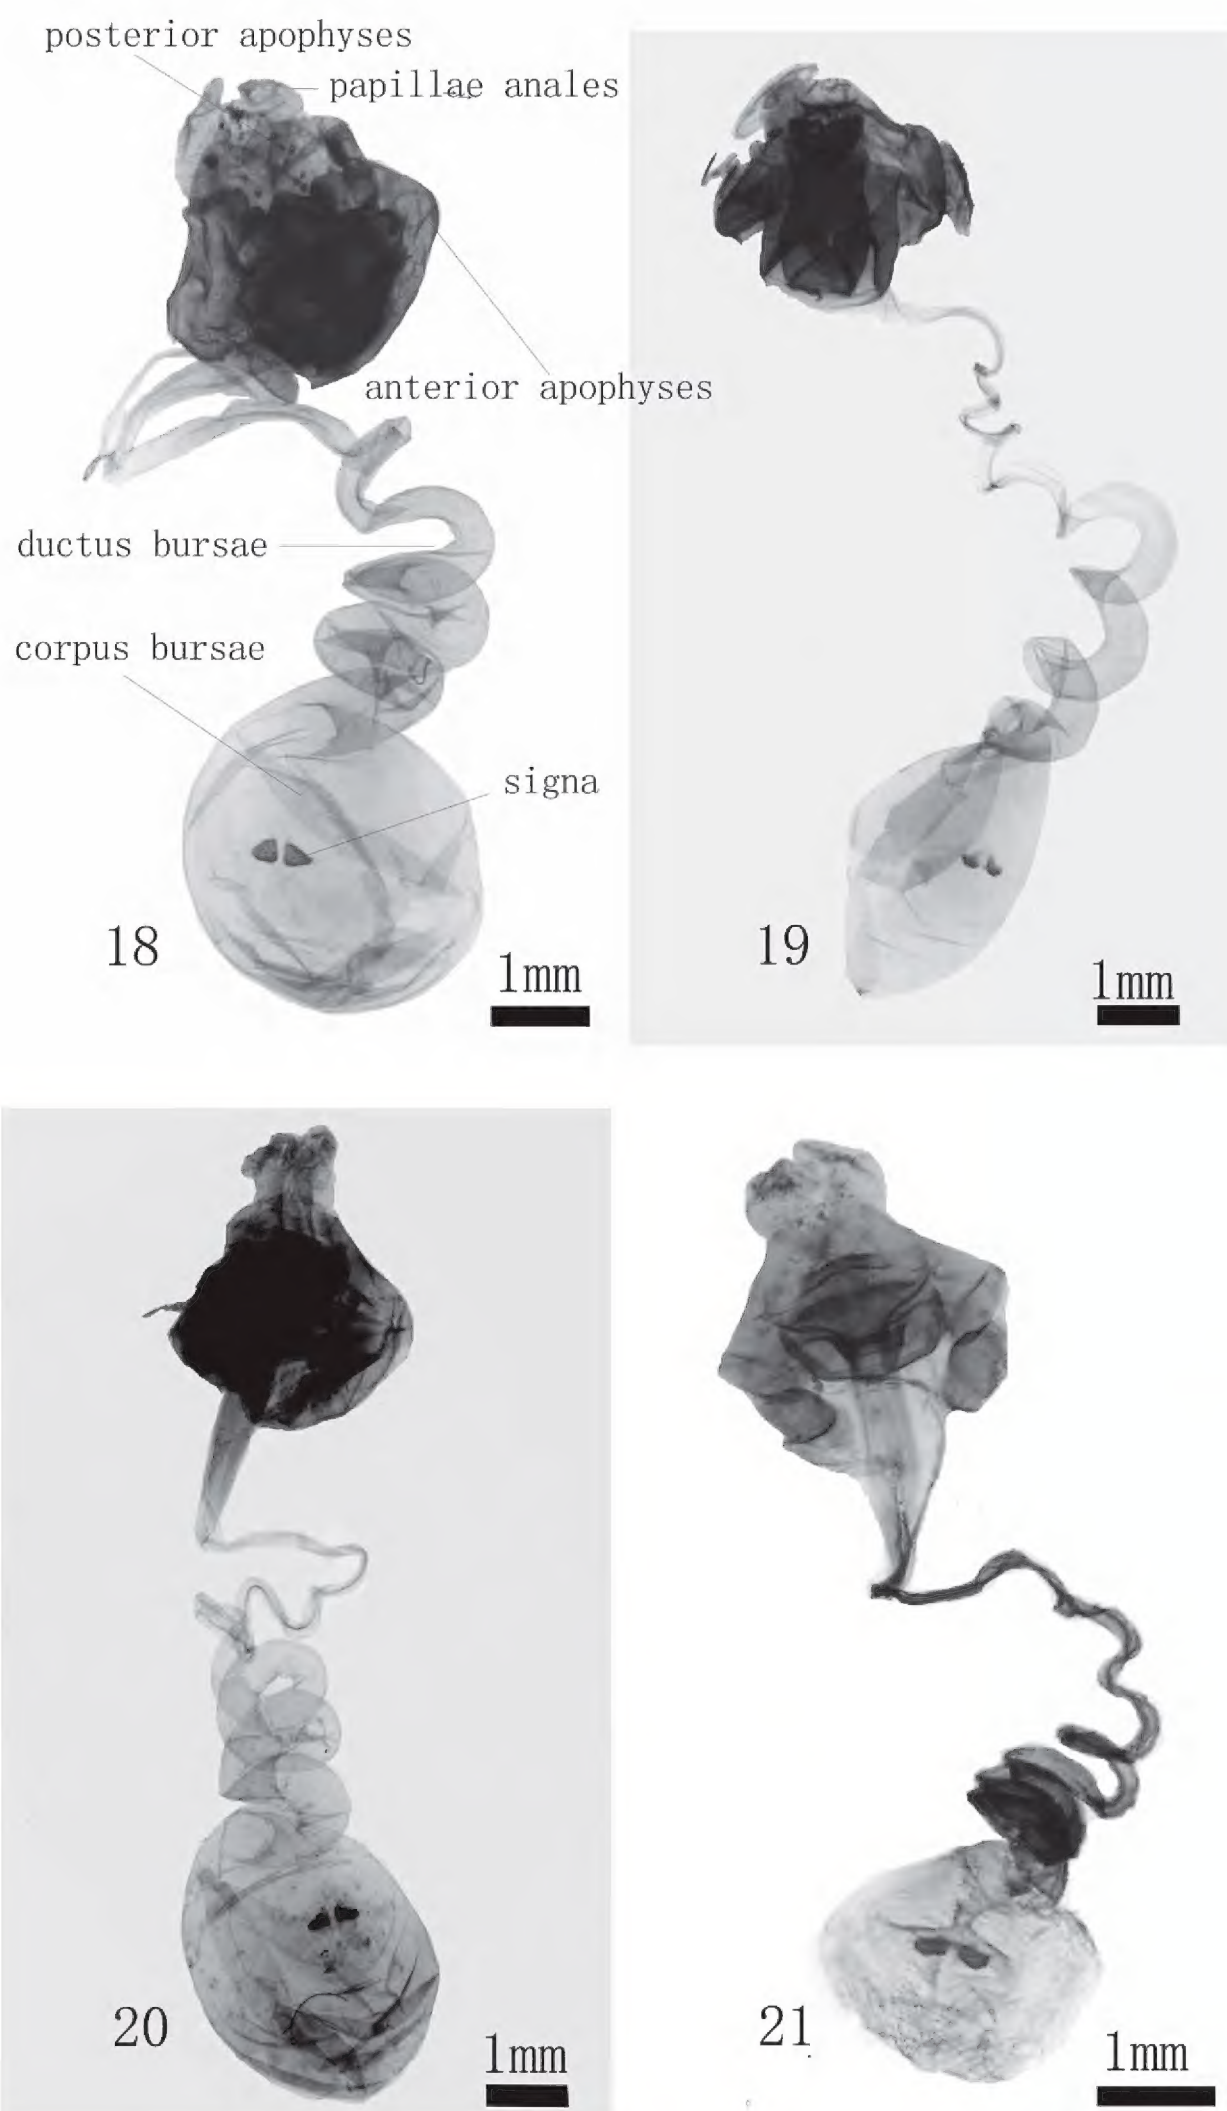 posterior apophyses
papillae anales
anterior apophyses
ductus bursae
corpus bursae
signa
18
1mm
19
1mm
20
1mm
21
1mm